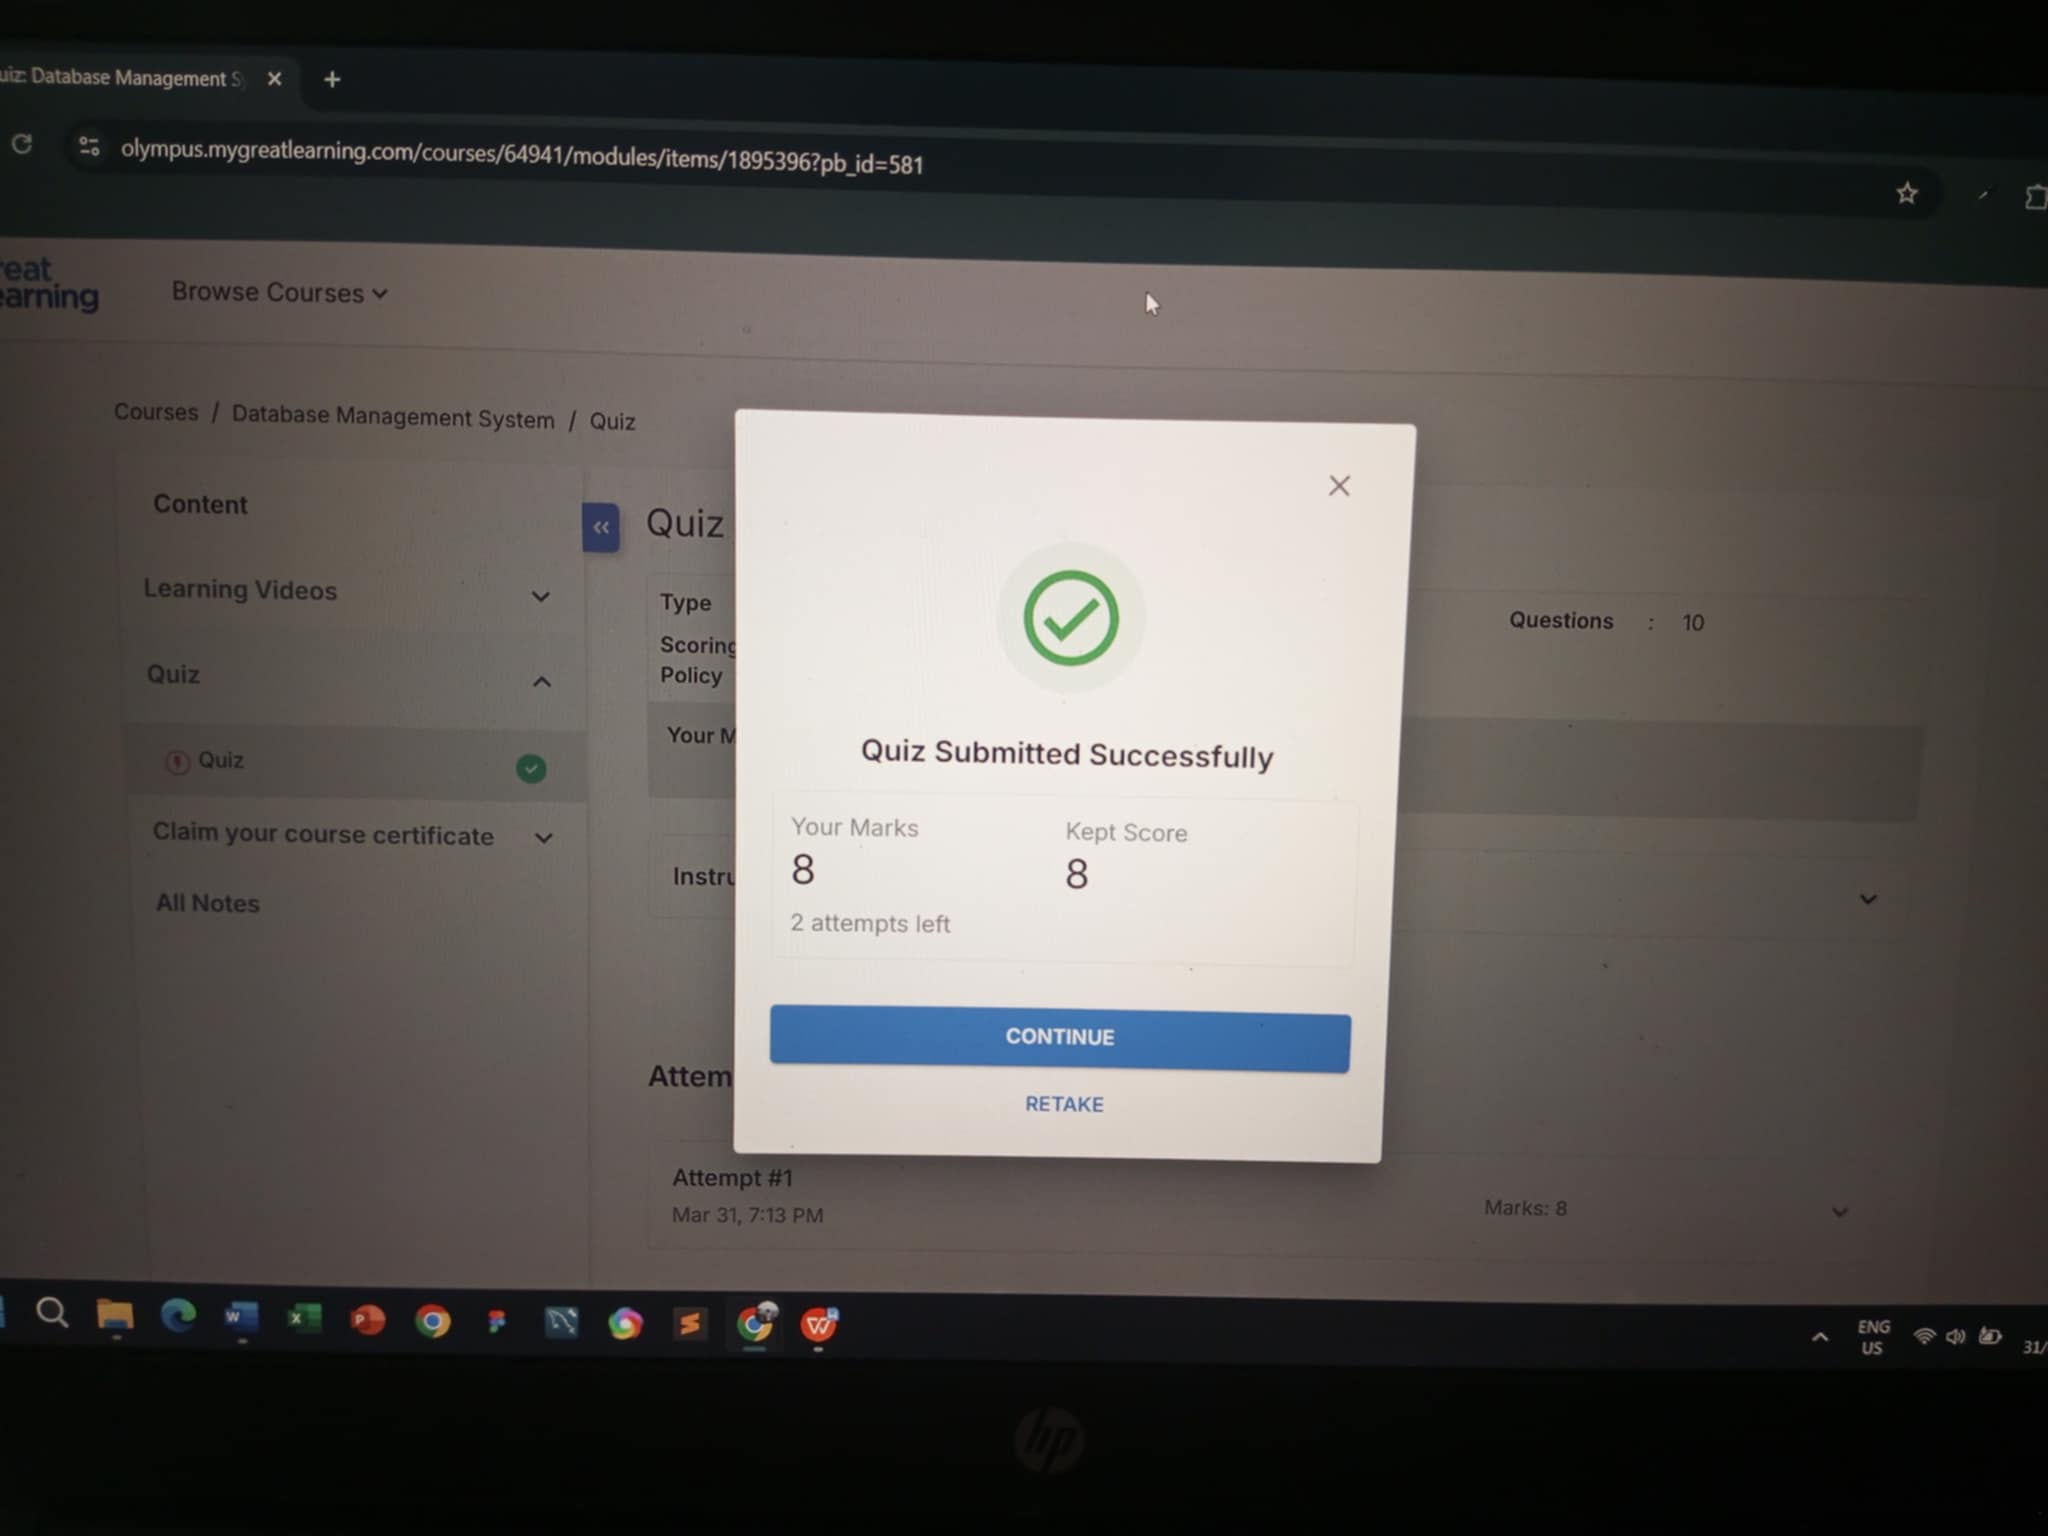 uiz: Database Management S
olympus.mygreatlearning.com/courses/64941/modules/items/1895396?pb_id=581
reat
earning
Browse Courses
Courses / Database Management System / Quiz
Content
Learning Videos
Quiz
Quiz
Claim your course certificate
All Notes
Quiz
Type
Scoring
Policy
Questions : 10
Your M
Instru
Attem
Quiz Submitted Successfully
Your Marks
8
Kept Score
8
2 attempts left
CONTINUE
RETAKE
Attempt #1
Mar 31, 7:13 PM
Marks: 8
ENG
US
31/
hp